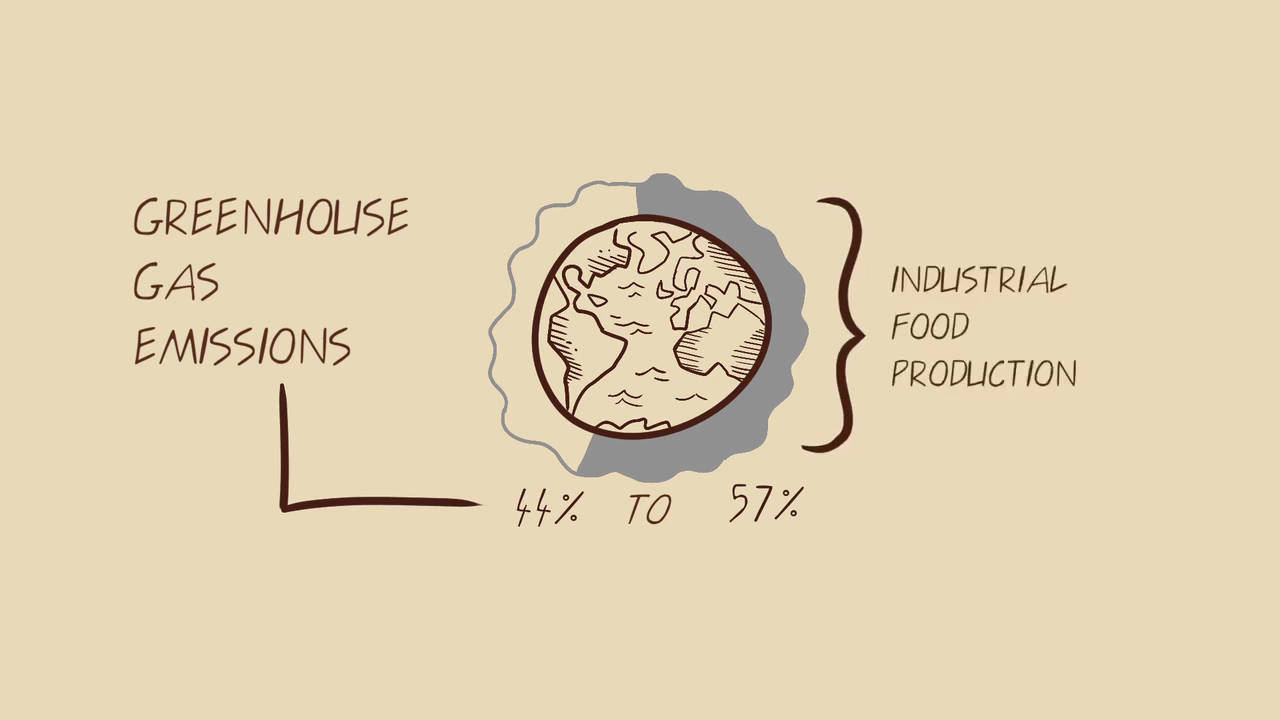 GREENHOUSE
GAS
EMISSIONS
44% TO 57%
INDUSTRIAL
FOOD
PRODUCTION